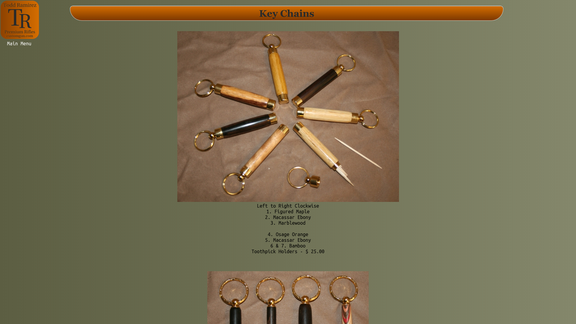 Key Chains
TR
Main Menu
Left to Right Clockwise
1. Figured Maple
2. Macassar Ebony
3. Marblewood
4. Osage Orange
5. Macassar Ebony
6 & 7. Bamboo
Toothpick Holders - $ 23.00